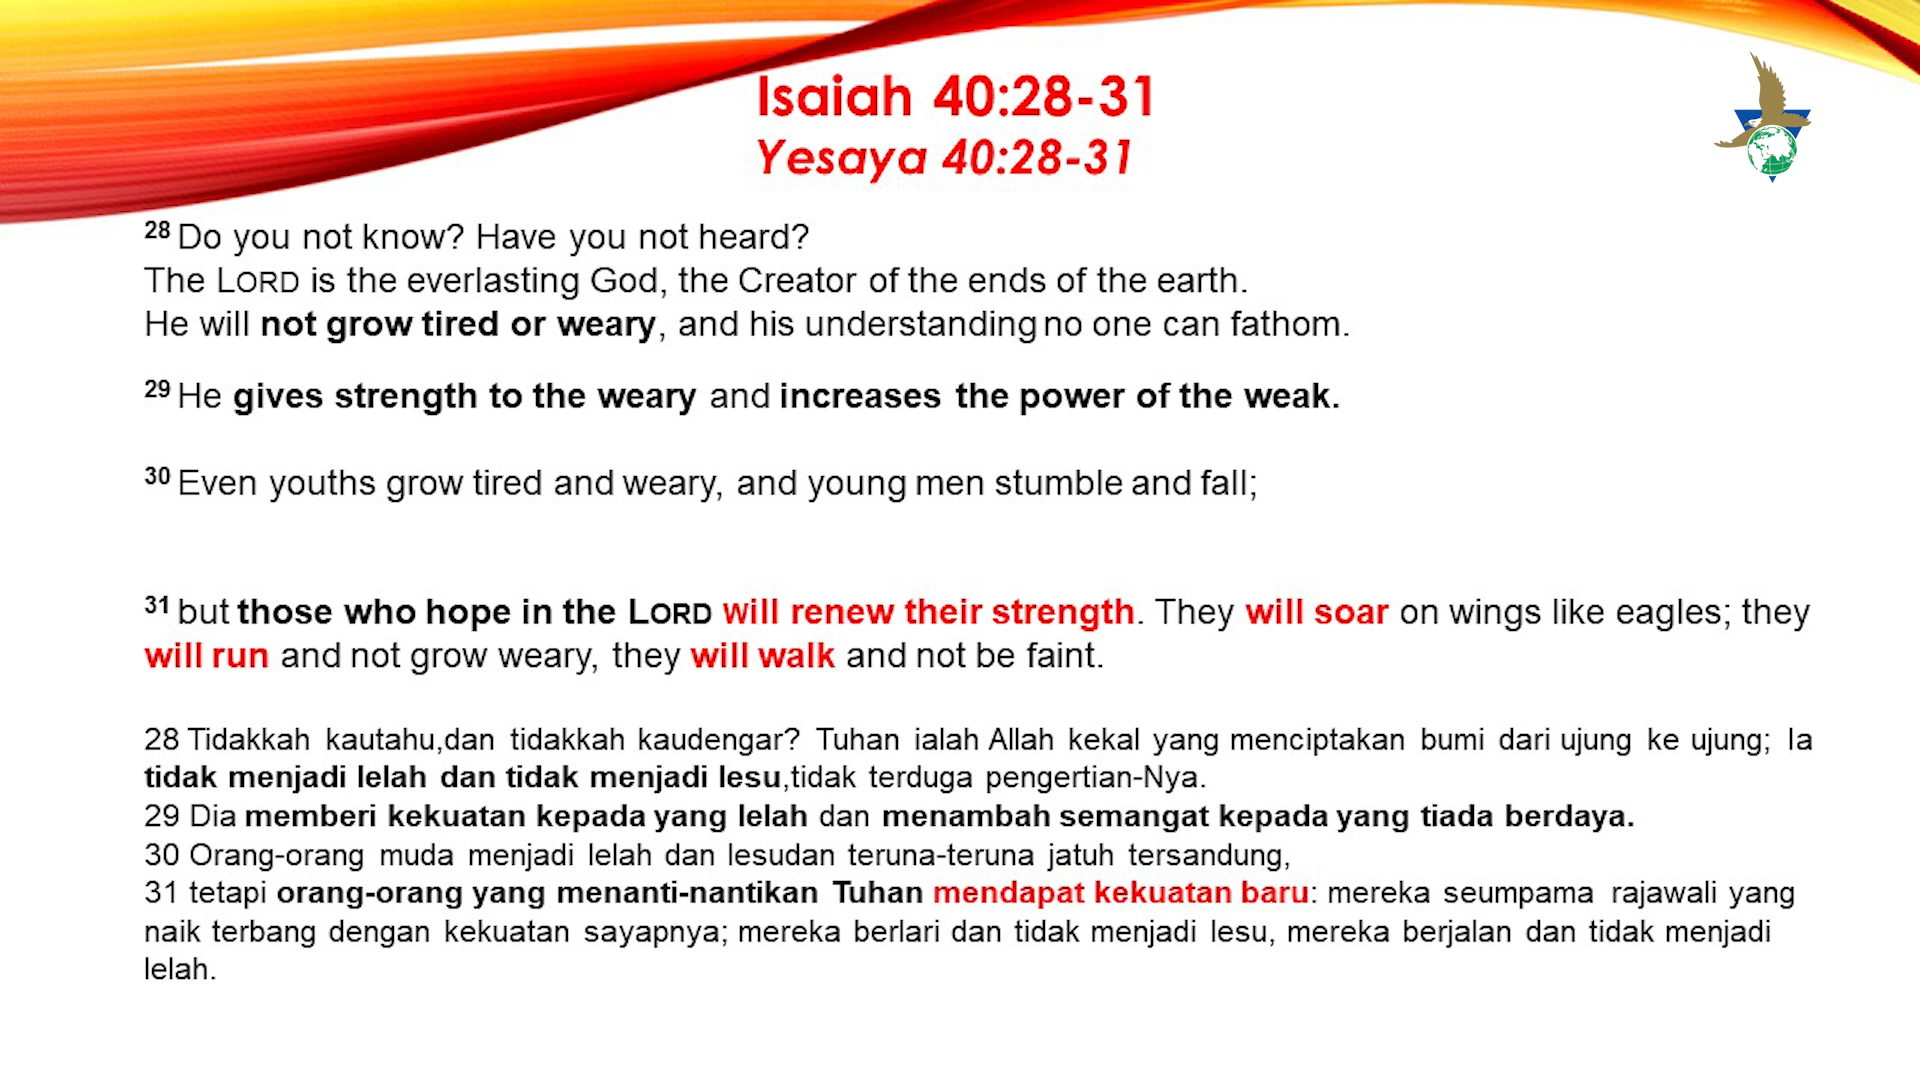 Isaiah 40:28-31
Yesaya 40:28-31
28 Do you not know? Have you not heard?
The LORD is the everlasting God, the Creator of the ends of the earth.
He will not grow tired or weary, and his understanding no one can fathom.
29 He gives strength to the weary and increases the power of the weak.
30 Even youths grow tired and weary, and young men stumble and fall;
31 but those who hope in the LORD will renew their strength. They will soar on wings like eagles; they
will run and not grow weary, they will walk and not be faint.
28 Tidakkah kautahu,dan tidakkah kaudengar? Tuhan ialah Allah kekal yang menciptakan bumi dari ujung ke ujung; Ia
tidak menjadi lelah dan tidak menjadi lesu,tidak terduga pengertian-Nya.
29 Dia memberi kekuatan kepada yang lelah dan menambah semangat kepada yang tiada berdaya.
30 Orang-orang muda menjadi lelah dan lesudan teruna-teruna jatuh tersandung,
31 tetapi orang-orang yang menanti-nantikan Tuhan mendapat kekuatan baru: mereka seumpama rajawali yang
naik terbang dengan kekuatan sayapnya; mereka berlari dan tidak menjadi lesu, mereka berjalan dan tidak menjadi
lelah.